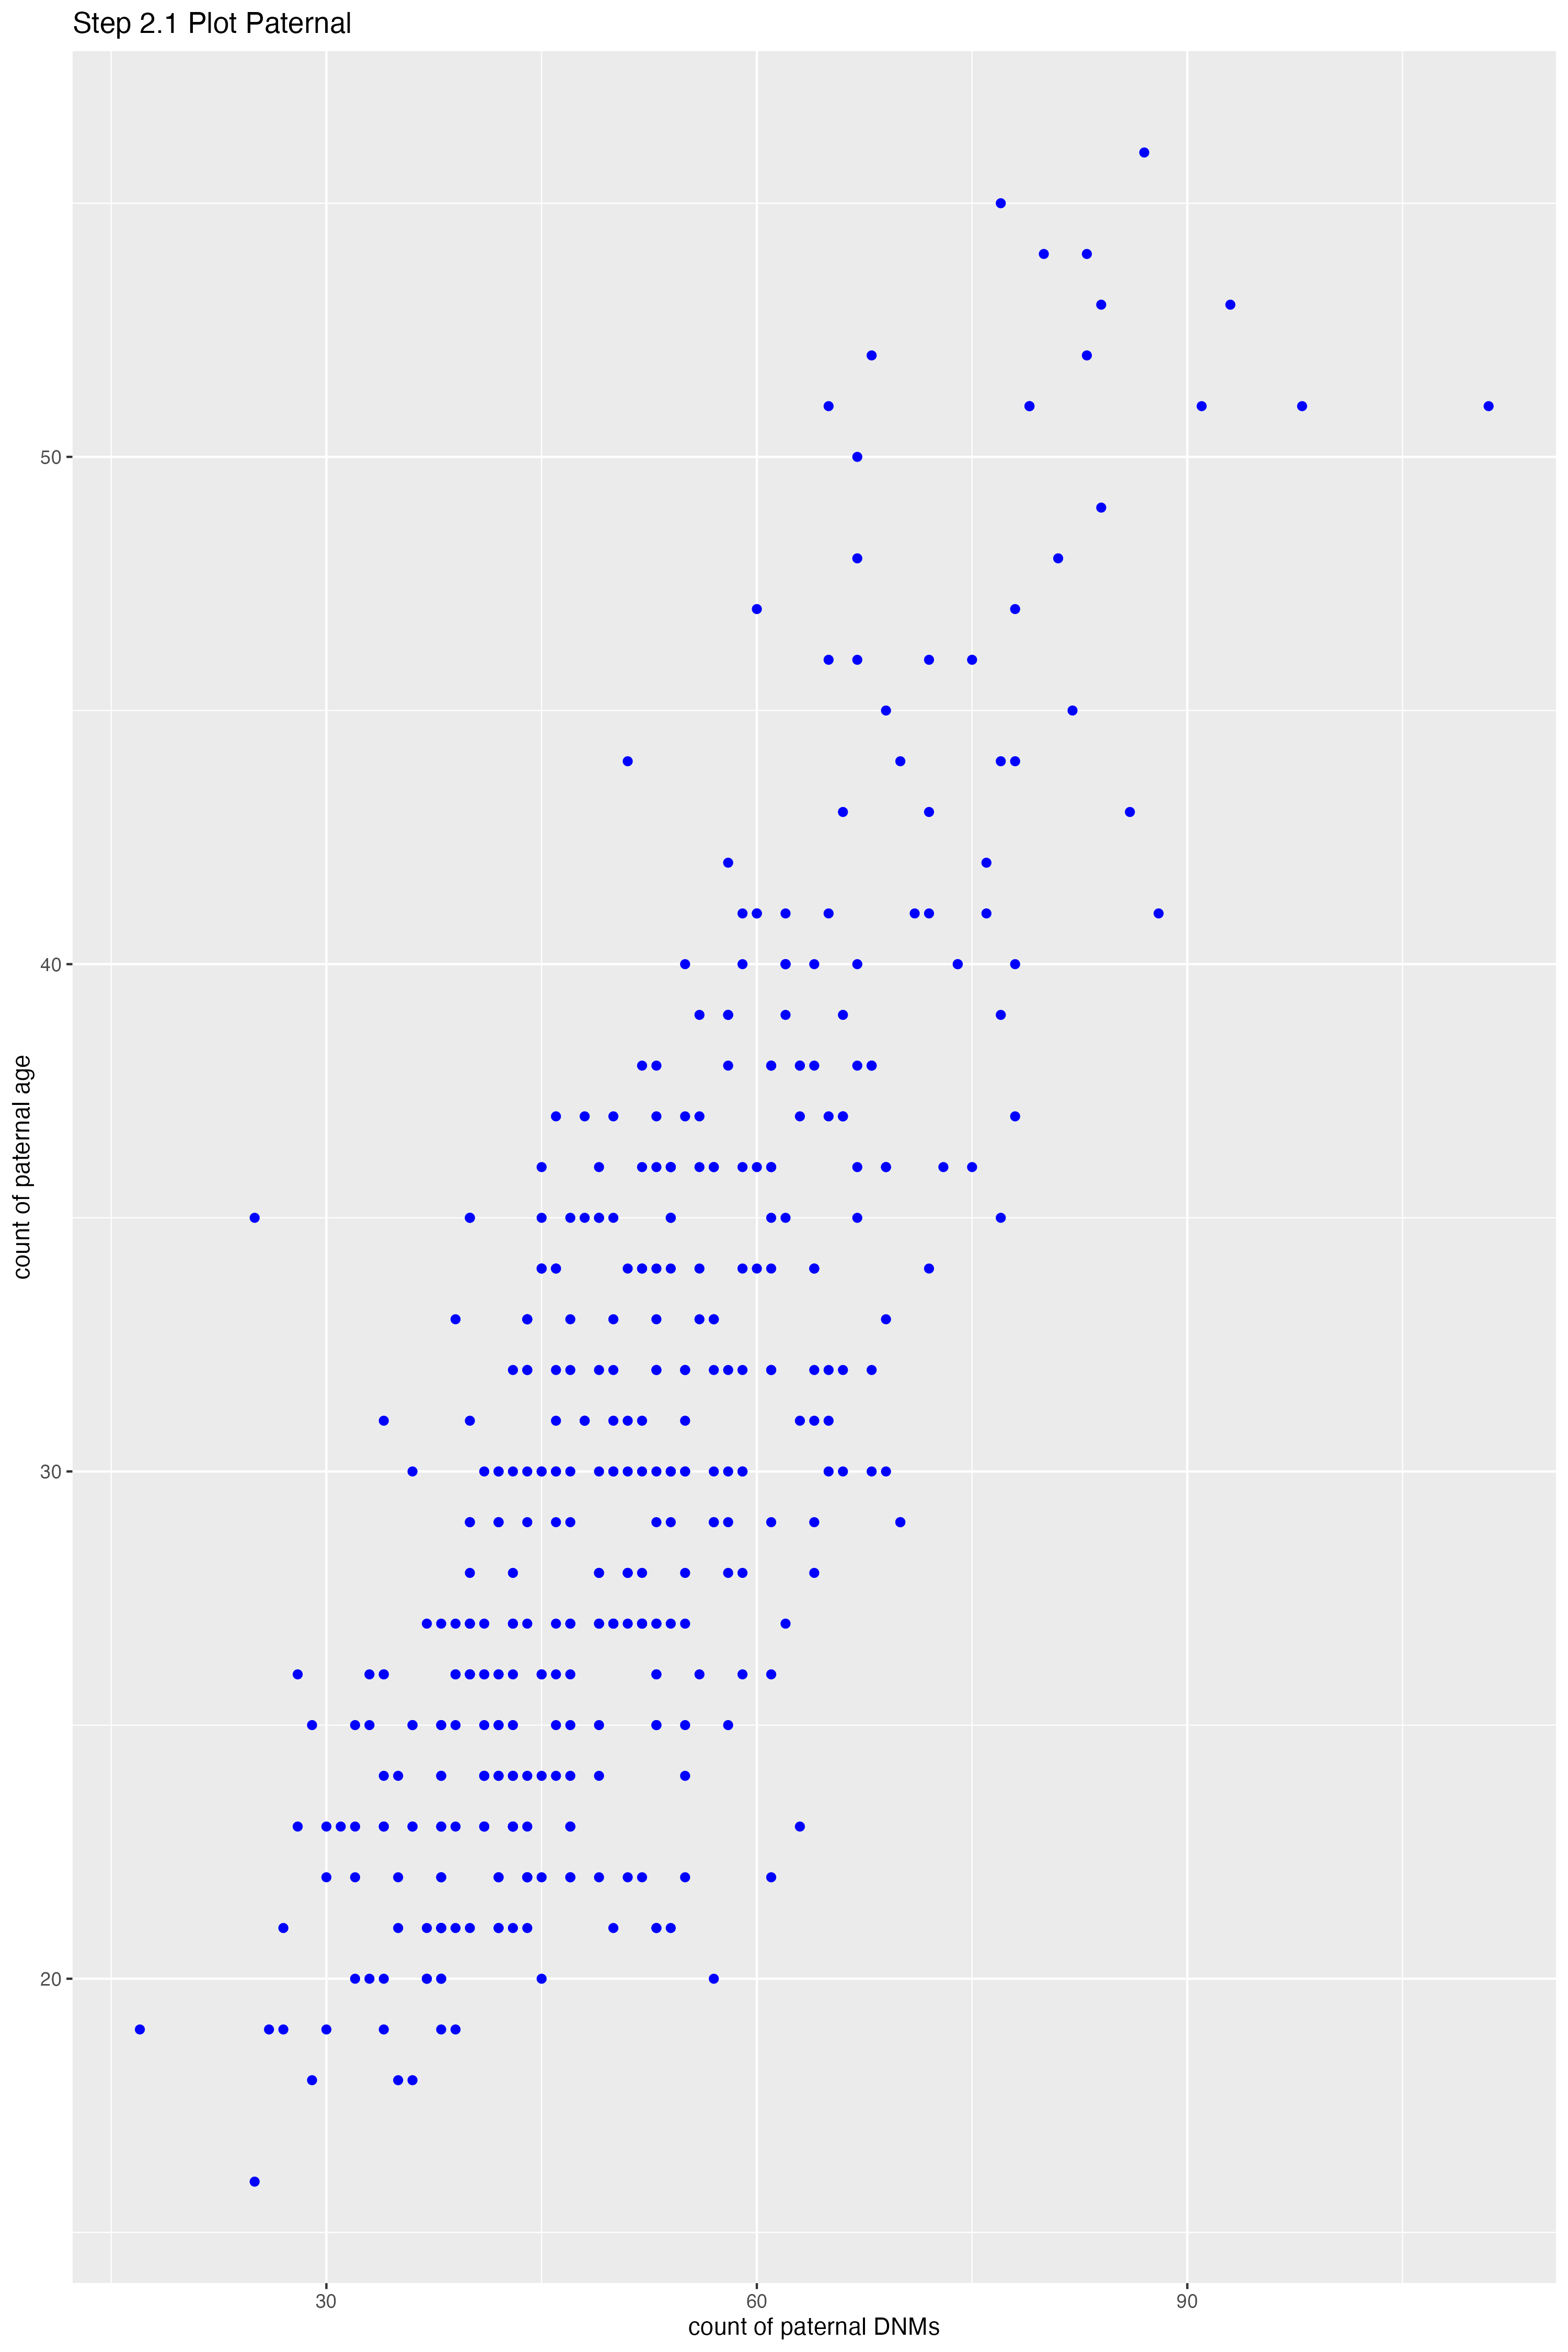 Step 2.1 Plot Paternal
count of paternal age
50
40
30
20
30 60 90
count of paternal DNMs